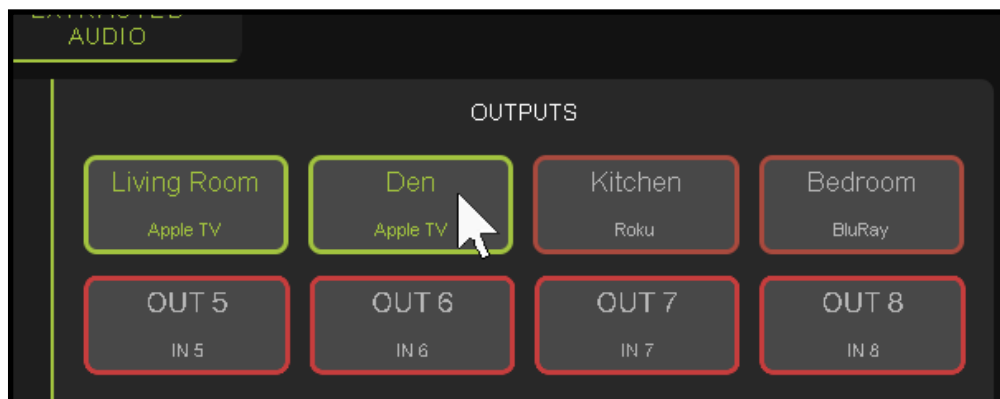 EXTRACTED
AUDIO
OUTPUTS
Living Room
Den
Kitchen
Bedroom
Apple TV
Apple TV
Roku
BluRay
OUT 5
OUT 6
OUT 7
OUT 8
IN 5
IN 6
IN 7
IN 8